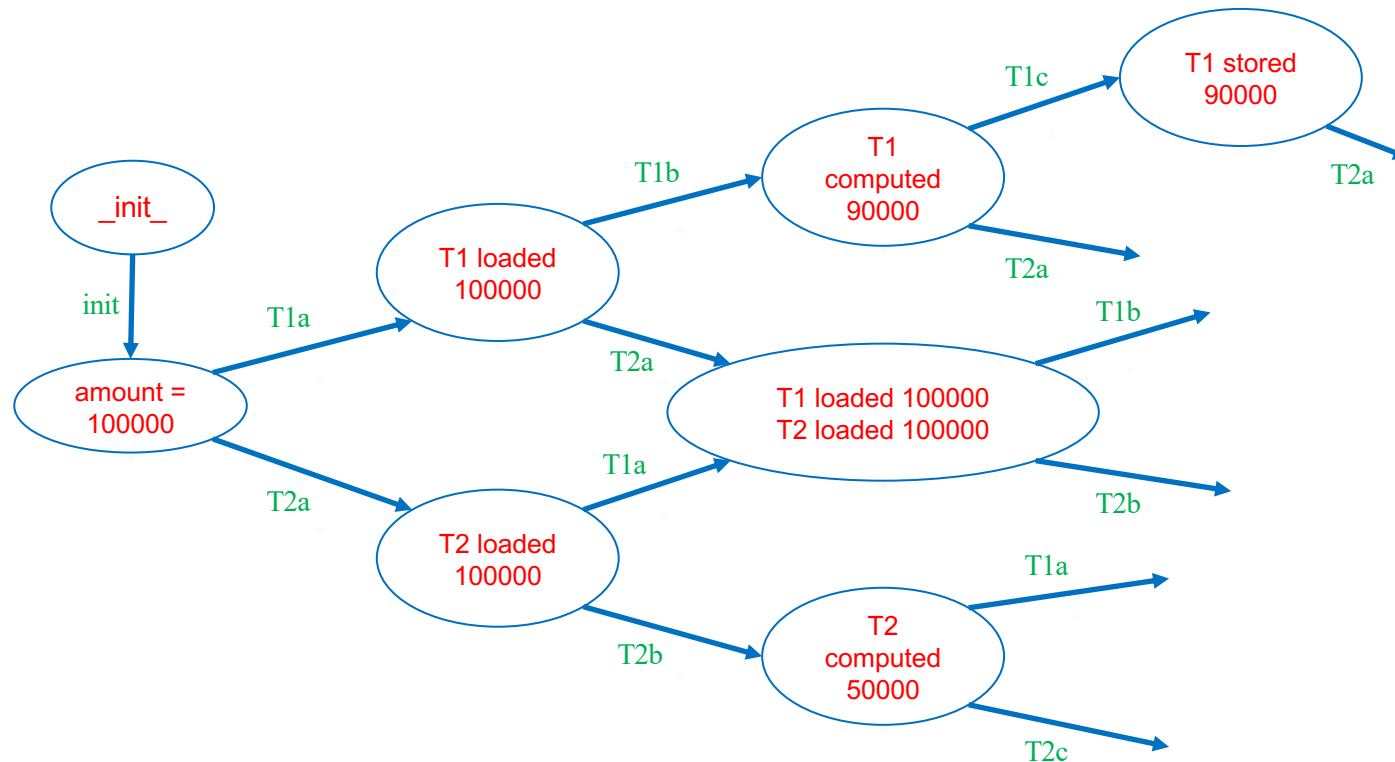 T1 stored
90000
T1c
T2a
T1
computed
90000
T1b
T2a
_init_
init
T1 loaded
100000
T1a
T2a
T1b
amount =
100000
T1 loaded 100000
T2 loaded 100000
T1a
T2a
T2b
T2 loaded
100000
T1a
T2b
T2
computed
50000
T2c